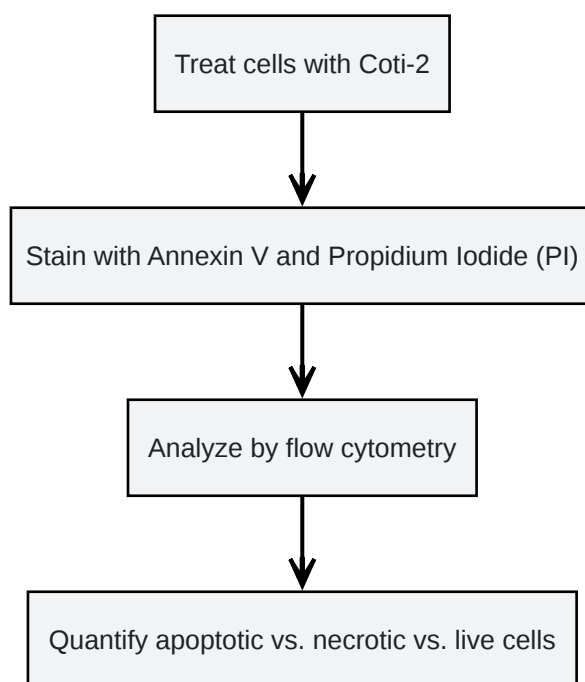 Treat cells with Coti-2
Stain with Annexin V and Propidium Iodide (PI)
Analyze by flow cytometry
Quantify apoptotic vs. necrotic vs. live cells